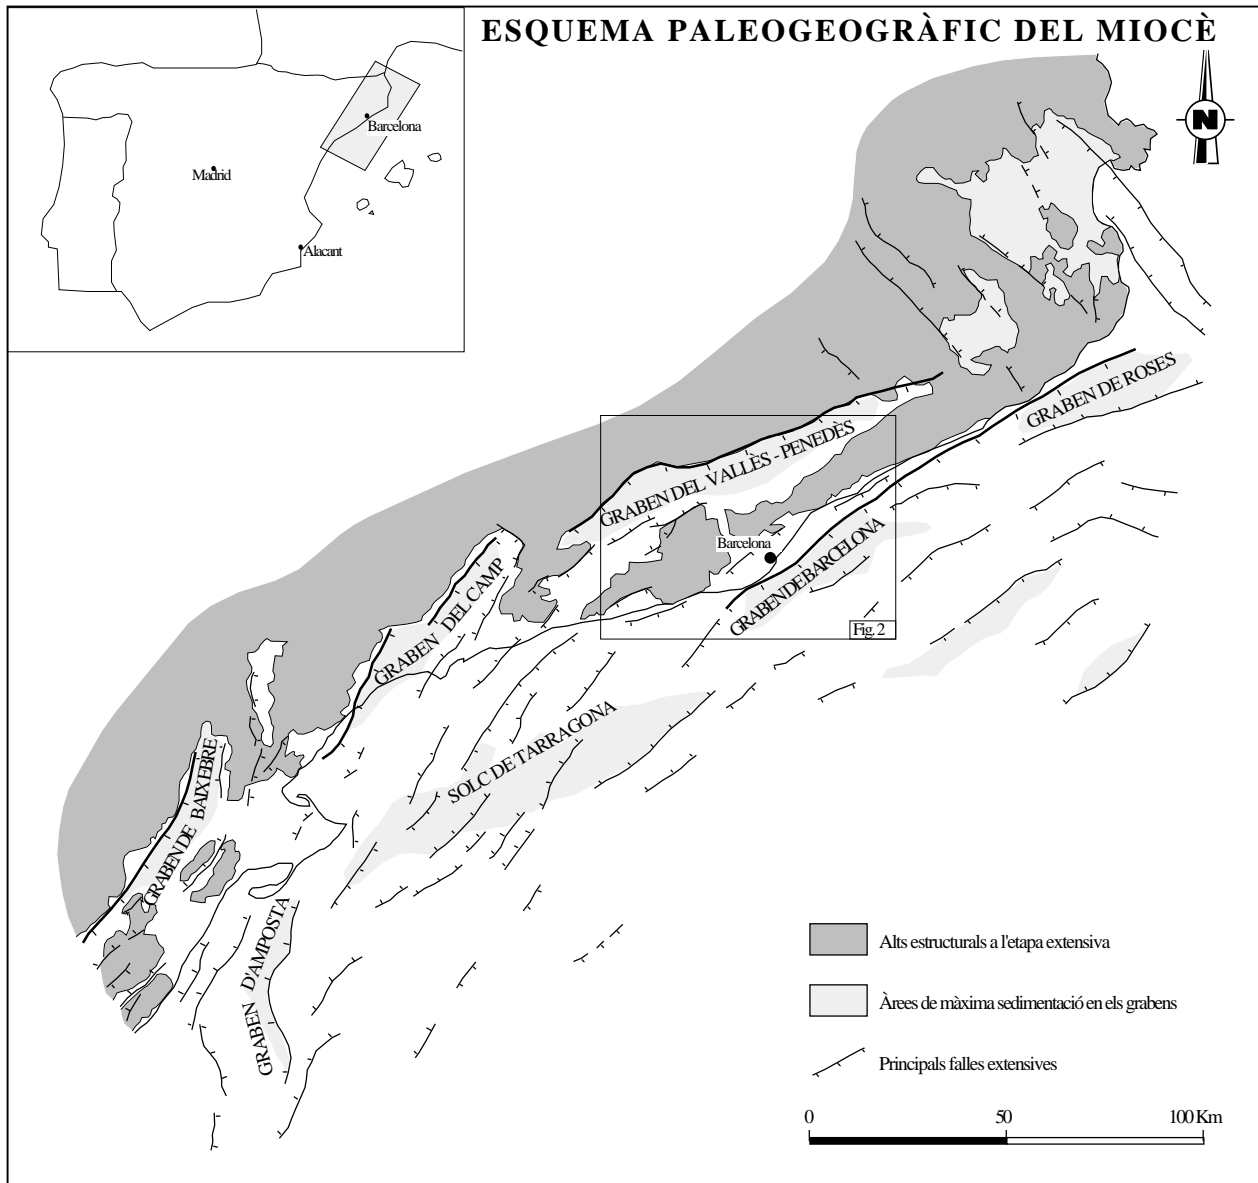 ESQUEMA PALEOGEOGRÀFIC DEL MIOCÈ
N
Barcelona
Madrid
Alacant
GRABEN DE ROSES
GRABEN DEL VALLÈS - PENEDÈS
Barcelona
GRABEN DE BARCELONA
Fig. 2
GRABEN DEL CAMP
SOLC DE TARRAGONA
GRABEN DE BAIX EBRE
GRABEN D'AMPOSTA
Alts estructurals a l'etapa extensiva
Àrees de màxima sedimentació en els grabens
Principals falles extensives
0 50 100 Km